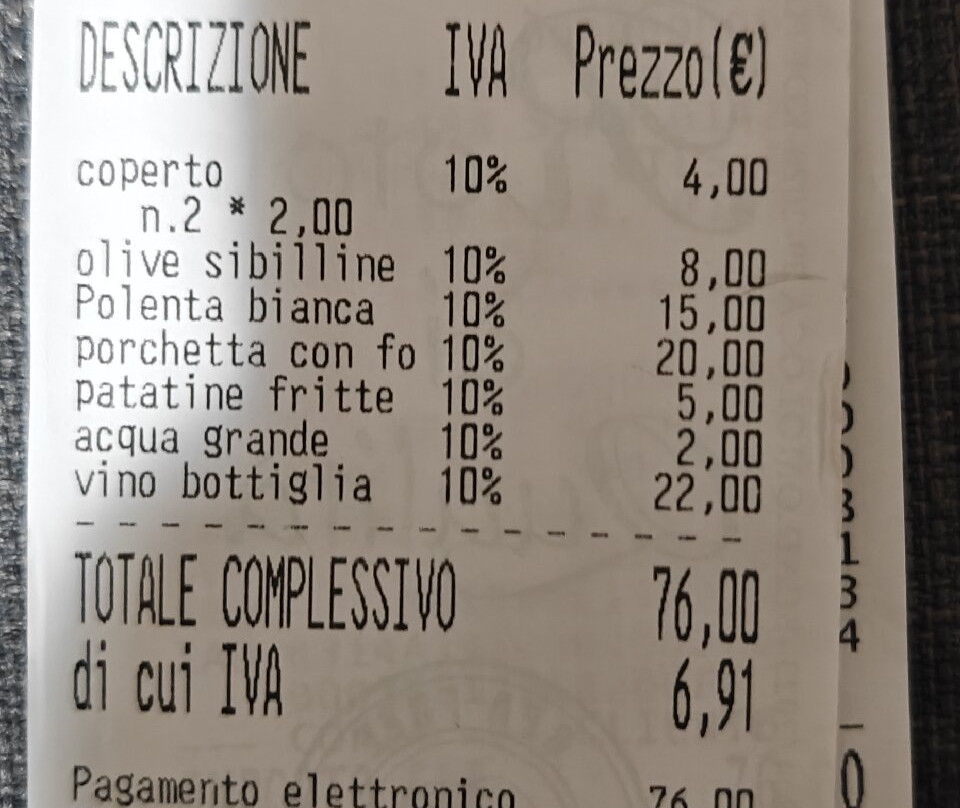 DESCRIZIONE IVA Prezzo(€)
coperto 10% 4,00
n.2 * 2,00
olive sibilline 10% 8,00
Polenta bianca 10% 15,00
porchetta con fo 10% 20,00
patatine fritte 10% 5,00
acqua grande 10% 2,00
vino bottiglia 10% 22,00
TOTALE COMPLESSIVO 76,00
di cui IVA 6,91
Pagamento elettronico 76,00